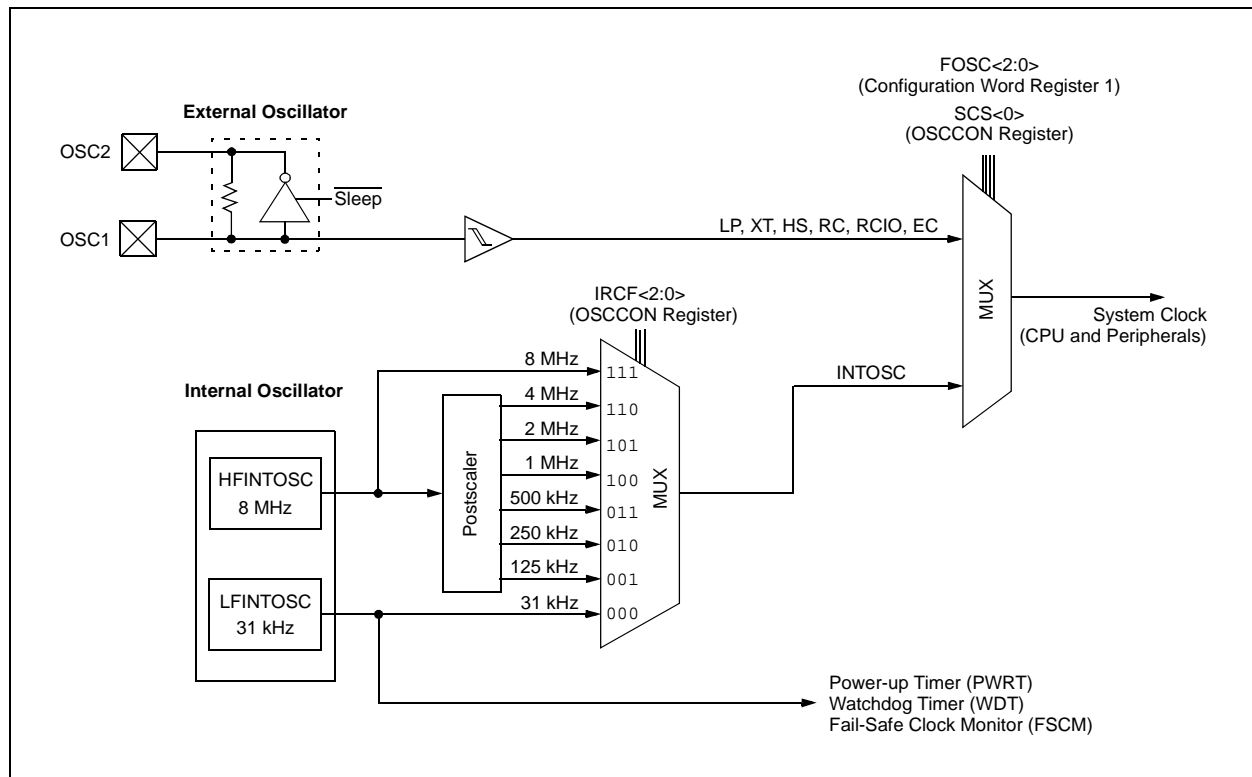 FOSC<2:0>
(Configuration Word Register 1)
SCS<0>
(OSCCON Register)
External Oscillator
OSC2
Sleep
OSC1
LP, XT, HS, RC, RCIO, EC
MUX
System Clock
(CPU and Peripherals)
IRCF<2:0>
(OSCCON Register)
INTOSC
Internal Oscillator
HFINTOSC
8 MHz
LFINTOSC
31 kHz
Postscaler
8 MHz
4 MHz
2 MHz
1 MHz
500 kHz
250 kHz
125 kHz
31 kHz
111
110
101
100
011
010
001
000
MUX
Power-up Timer (PWRT)
Watchdog Timer (WDT)
Fail-Safe Clock Monitor (FSCM)